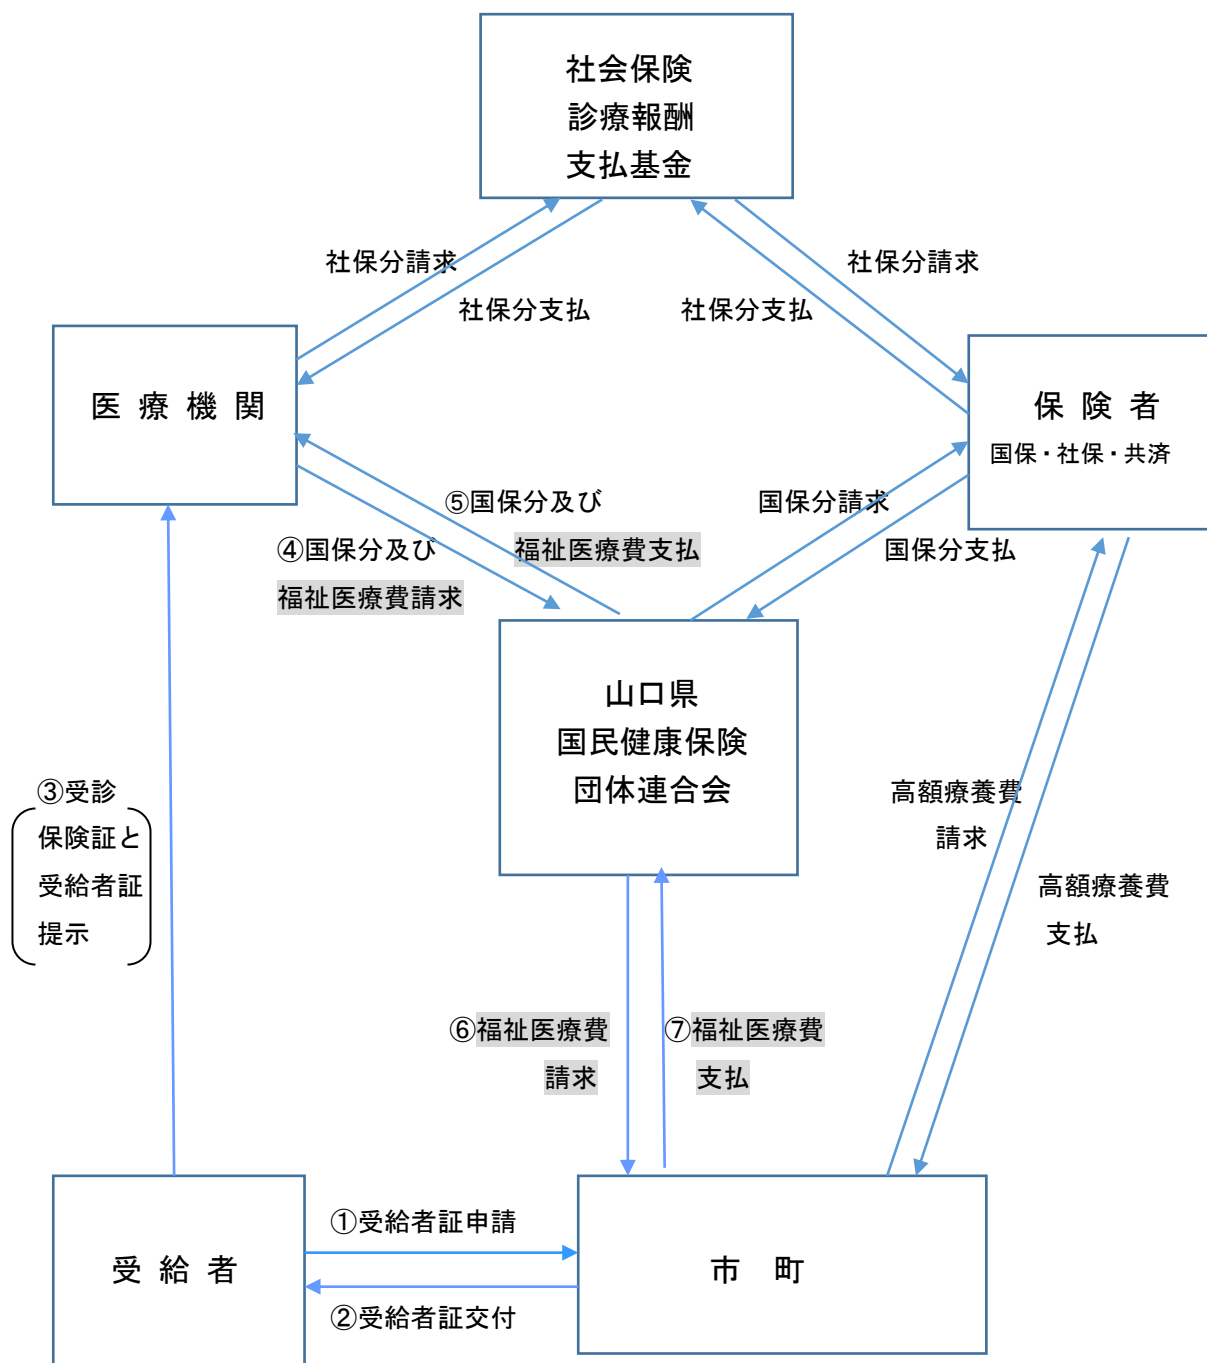 社会保険
診療報酬
支払基金
社保分請求
社保分請求
社保分支払
社保分支払
医療機関
保険者
国保・社保・共済
⑤国保分及び
福祉医療費支払
国保分請求
④国保分及び
福祉医療費請求
国保分支払
山口県
国民健康保険
団体連合会
③受診
保険証と
受給者証
提示
高額療養費
請求
高額療養費
支払
⑥福祉医療費
請求
⑦福祉医療費
支払
①受給者証申請
受給者
市　町
②受給者証交付